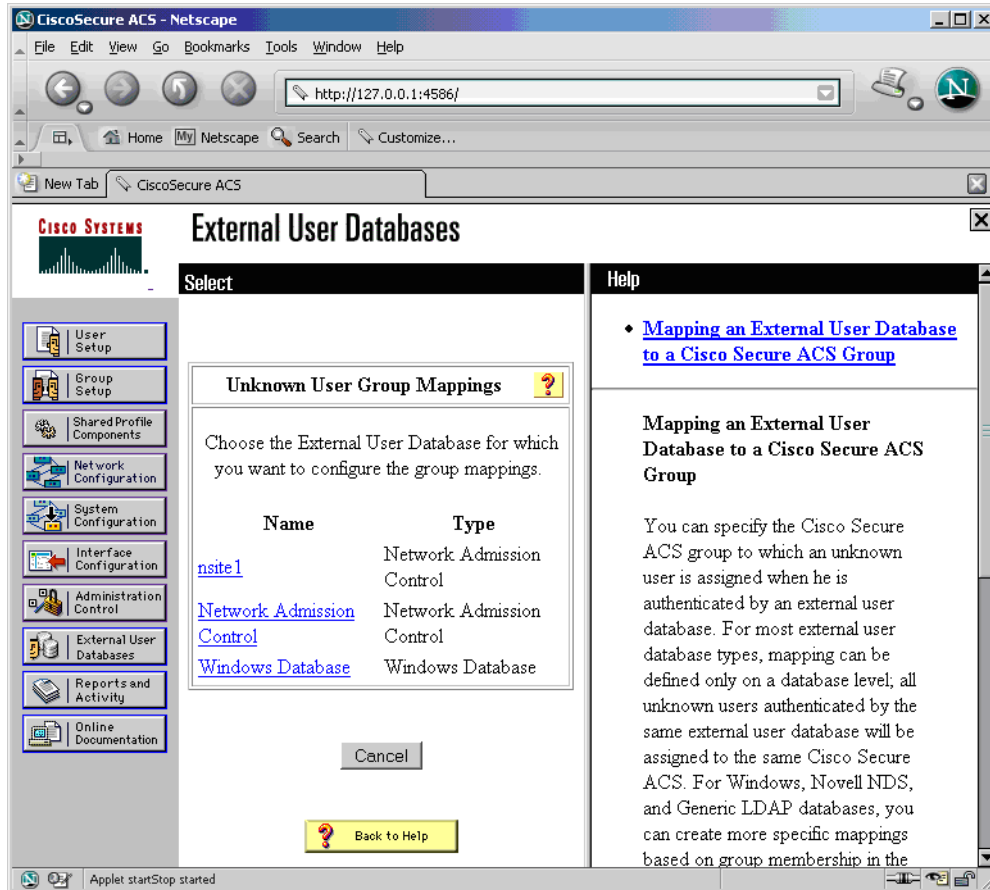 CiscoSecure ACS - Netscape
File Edit View Go Bookmarks Tools Window Help
http://127.0.0.1:4586/
N
Home My Netscape Search Customize...
New Tab CiscoSecure ACS
CISCO SYSTEMS
External User Databases
Select
Help
User
Setup
Group
Setup
Shared Profile
Components
Network
Configuration
System
Configuration
Interface
Configuration
Administration
Control
External User
Databases
Reports and
Activity
Online
Documentation
Unknown User Group Mappings
?
Choose the External User Database for which
you want to configure the group mappings.
Name Type
nsite1 Network Admission
Control
Network Admission Network Admission
Control Control
Windows Database Windows Database
Cancel
? Back to Help
• Mapping an External User Database
to a Cisco Secure ACS Group
Mapping an External User
Database to a Cisco Secure ACS
Group
You can specify the Cisco Secure
ACS group to which an unknown
user is assigned when he is
authenticated by an external user
database. For most external user
database types, mapping can be
defined only on a database level; all
unknown users authenticated by the
same external user database will be
assigned to the same Cisco Secure
ACS. For Windows, Novell NDS,
and Generic LDAP databases, you
can create more specific mappings
based on group membership in the
Applet startStop started